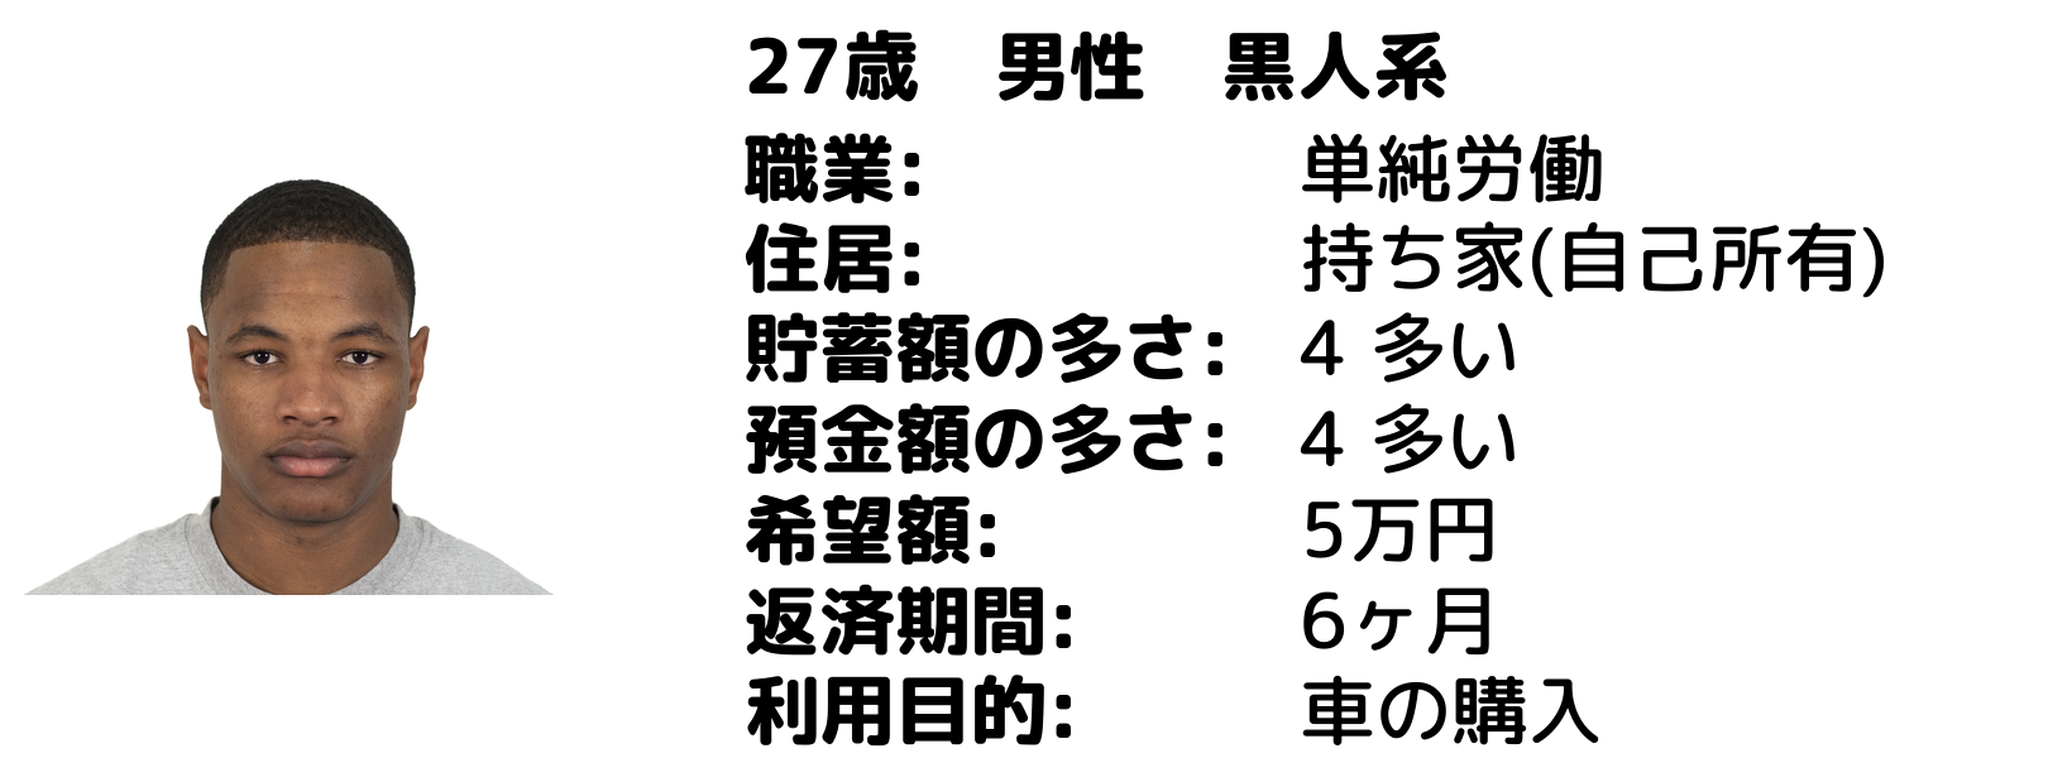 27歳　男性　黒人系
職業: 単純労働
住居: 持ち家(自己所有)
貯蓄額の多さ: 4 多い
預金額の多さ: 4 多い
希望額: 5万円
返済期間: 6ヶ月
利用目的: 車の購入